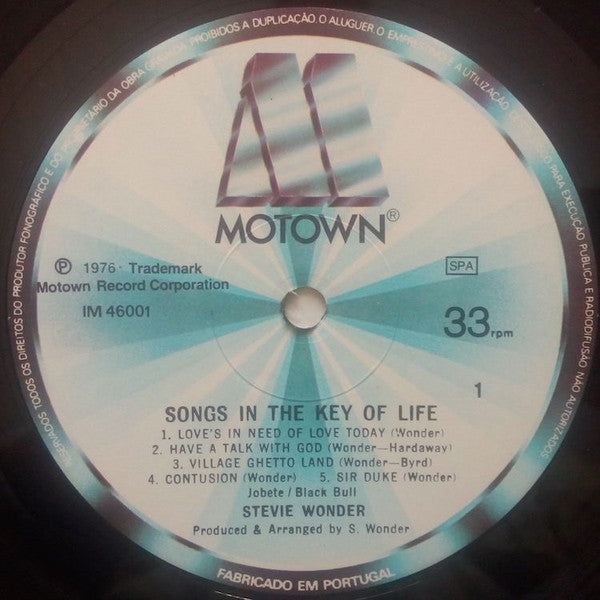 RESERVADOS TODOS OS DIREITOS DO PRODUTOR FONOGRÁFICO E DO PROPRIETÁRIO DA OBRA GRAVADA PROIBIDOS A DUPLICAÇÃO O ALUGUER O EMPRÉSTIMO E A UTILIZAÇÃO DESTE DISCO PARA EXECUÇÃO PÚBLICA E RADIODIFUSÃO NÃO AUTORIZADOS
MOTOWN®
℗ 1976· Trademark
Motown Record Corporation
IM 46001
SPA
33rpm
1
SONGS IN THE KEY OF LIFE
1. LOVE'S IN NEED OF LOVE TODAY (Wonder)
2. HAVE A TALK WITH GOD (Wonder—Hardaway)
3. VILLAGE GHETTO LAND (Wonder—Byrd)
4. CONTUSION (Wonder) 5. SIR DUKE (Wonder)
Jobete / Black Bull
STEVIE WONDER
Produced & Arranged by S. Wonder
FABRICADO EM PORTUGAL